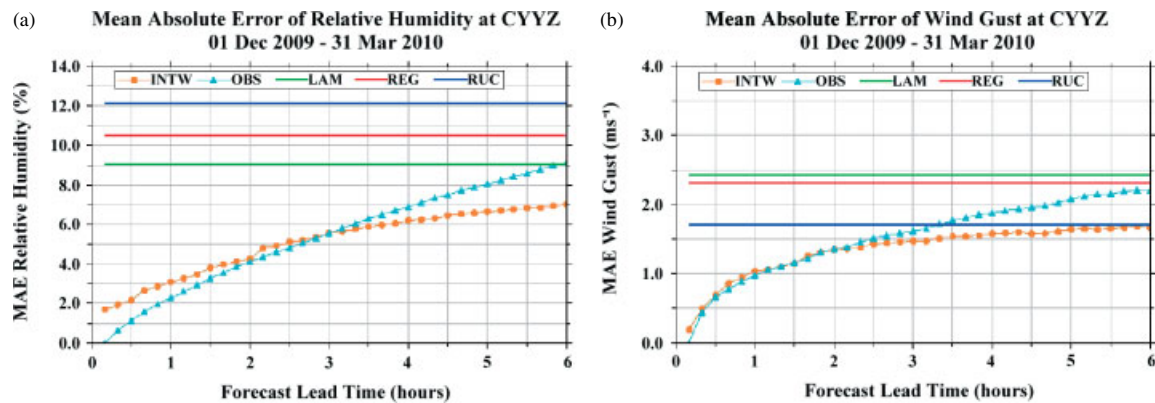 (a)
Mean Absolute Error of Relative Humidity at CYYZ
01 Dec 2009 - 31 Mar 2010
MAE Relative Humidity (%)
14.0
12.0
10.0
8.0
6.0
4.0
2.0
0.0
INTW OBS LAM REG RUC
0 1 2 3 4 5 6
Forecast Lead Time (hours)
(b)
Mean Absolute Error of Wind Gust at CYYZ
01 Dec 2009 - 31 Mar 2010
MAE Wind Gust (ms⁻¹)
4.0
3.0
2.0
1.0
0.0
INTW OBS LAM REG RUC
0 1 2 3 4 5 6
Forecast Lead Time (hours)